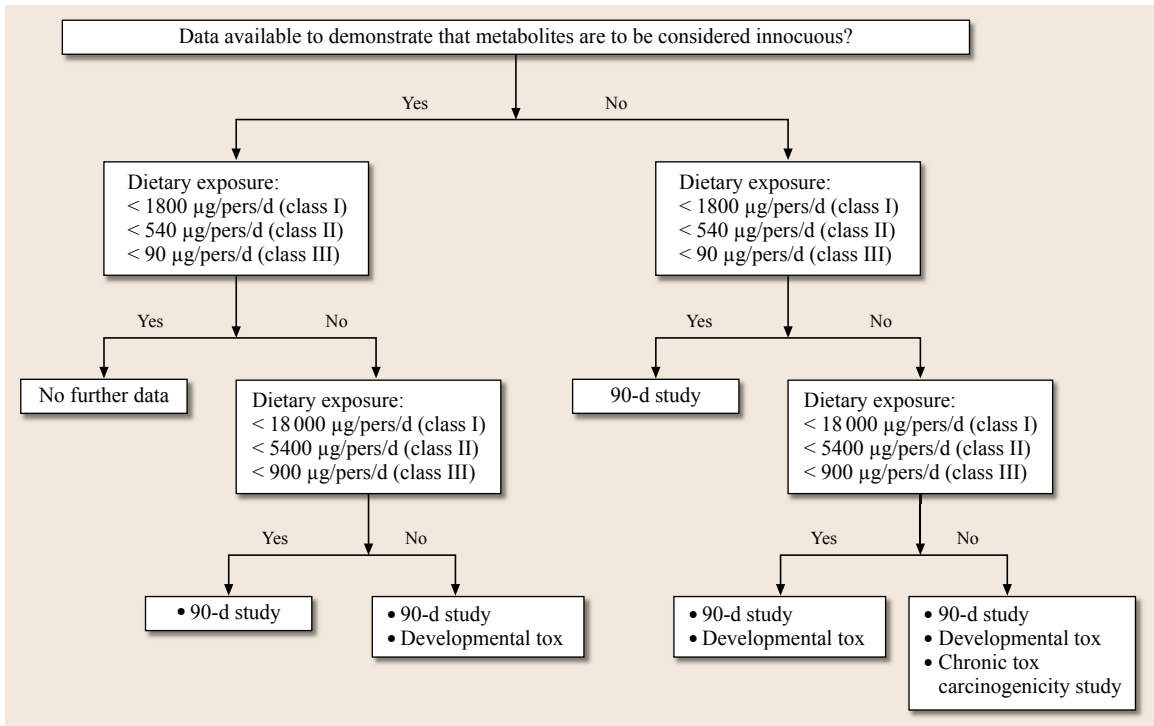 Data available to demonstrate that metabolites are to be considered innocuous?
Yes
No
Dietary exposure:
< 1800 µg/pers/d (class I)
< 540 µg/pers/d (class II)
< 90 µg/pers/d (class III)
Dietary exposure:
< 1800 µg/pers/d (class I)
< 540 µg/pers/d (class II)
< 90 µg/pers/d (class III)
Yes
No
Yes
No
No further data
Dietary exposure:
< 18 000 µg/pers/d (class I)
< 5400 µg/pers/d (class II)
< 900 µg/pers/d (class III)
90-d study
Dietary exposure:
< 18 000 µg/pers/d (class I)
< 5400 µg/pers/d (class II)
< 900 µg/pers/d (class III)
Yes
No
Yes
No
• 90-d study
• 90-d study
• Developmental tox
• 90-d study
• Developmental tox
• 90-d study
• Developmental tox
• Chronic tox
carcinogenicity study